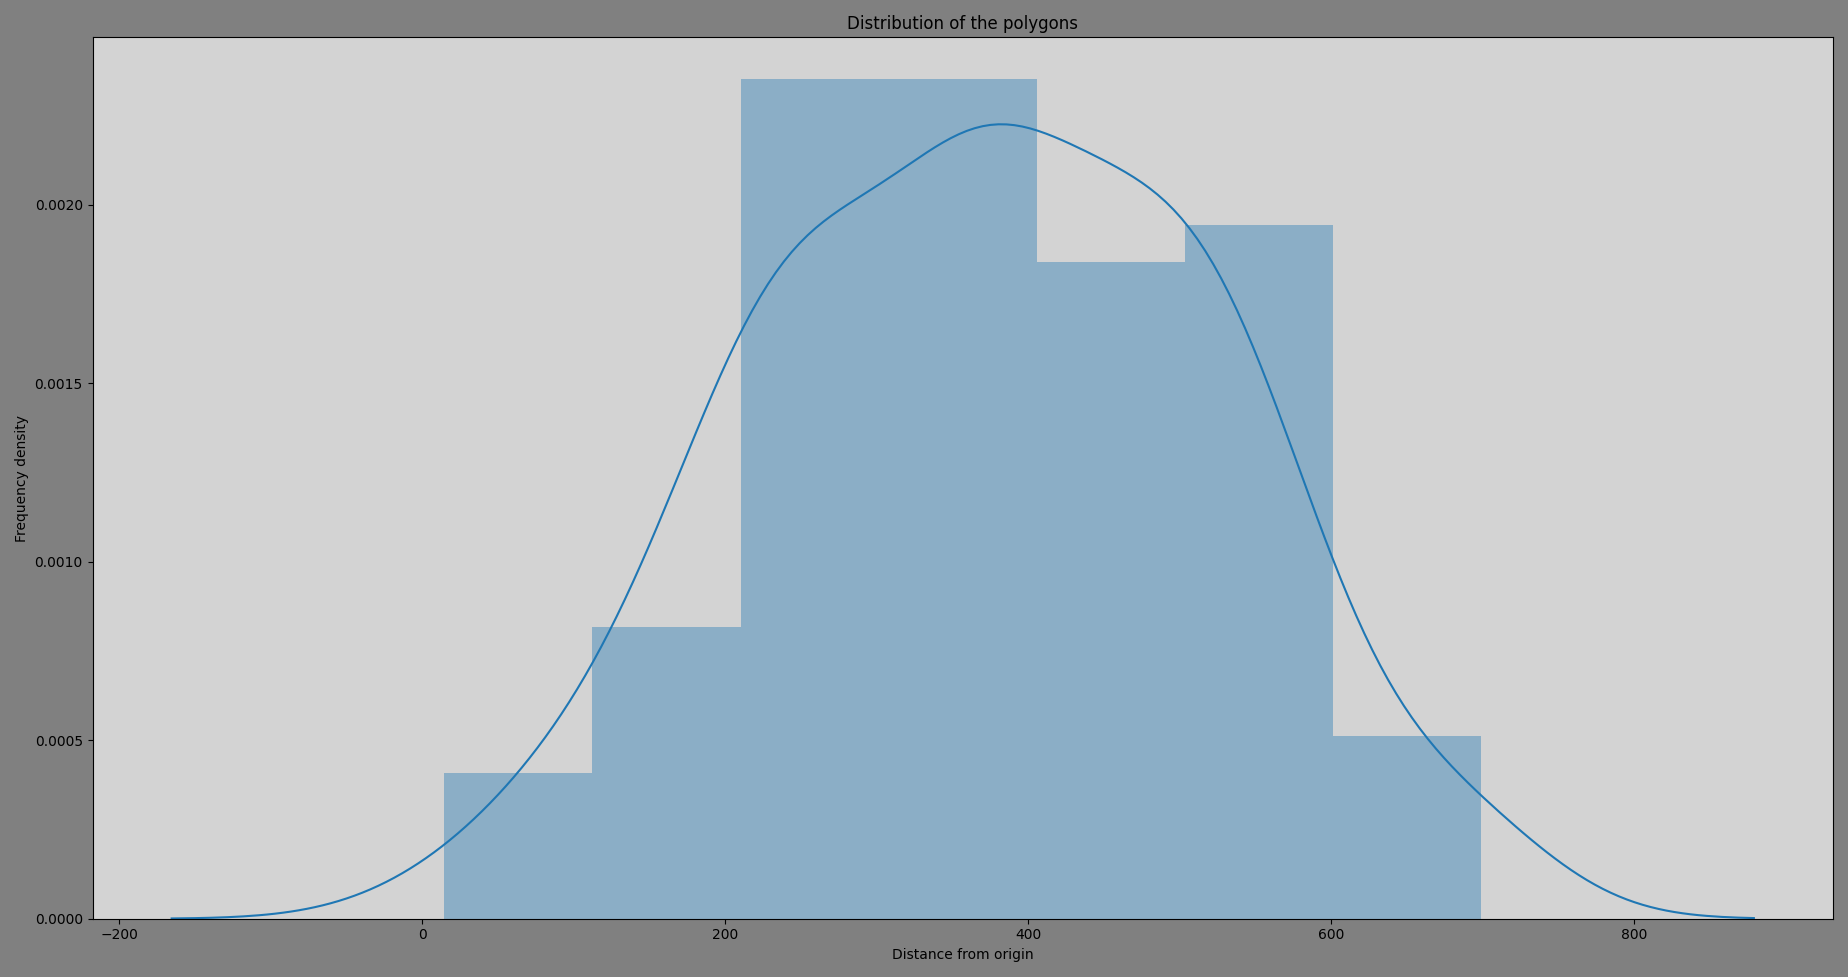 Distribution of the polygons
Frequency density
0.0020
0.0015
0.0010
0.0005
0.0000
−200 0 200 400 600 800
Distance from origin